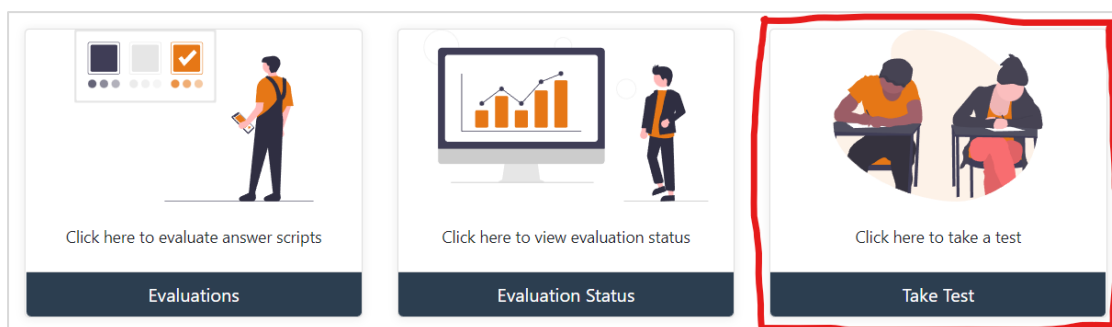 Click here to evaluate answer scripts
Evaluations
Click here to view evaluation status
Evaluation Status
Click here to take a test
Take Test